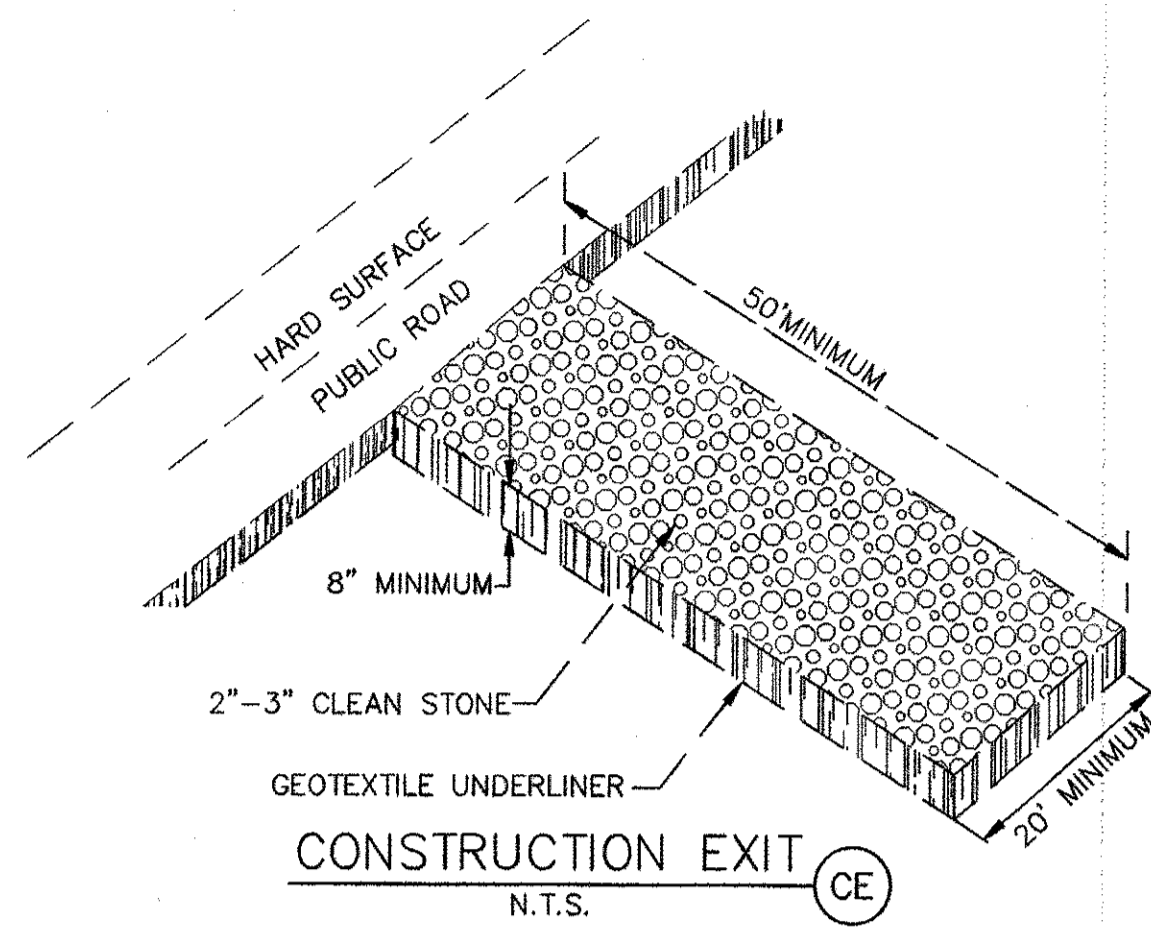 HARD SURFACE
PUBLIC ROAD
50'MINIMUM
8" MINIMUM
2"-3" CLEAN STONE
GEOTEXTILE UNDERLINER
20' MINIMUM
CONSTRUCTION EXIT
CE
N.T.S.